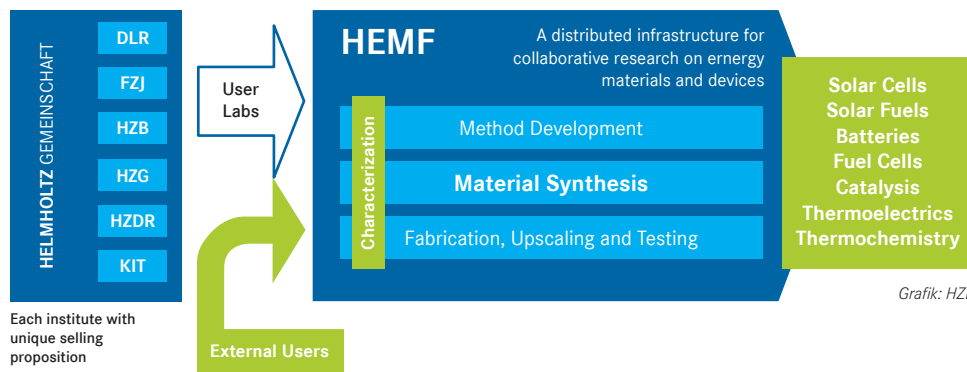 HELMHOLTZ GEMEINSCHAFT
DLR
FZJ
HZB
HZG
HZDR
KIT
Each institute with
unique selling
proposition
User
Labs
External Users
HEMF
A distributed infrastructure for
collaborative research on ernergy
materials and devices
Characterization
Method Development
Material Synthesis
Fabrication, Upscaling and Testing
Solar Cells
Solar Fuels
Batteries
Fuel Cells
Catalysis
Thermoelectrics
Thermochemistry
Grafik: